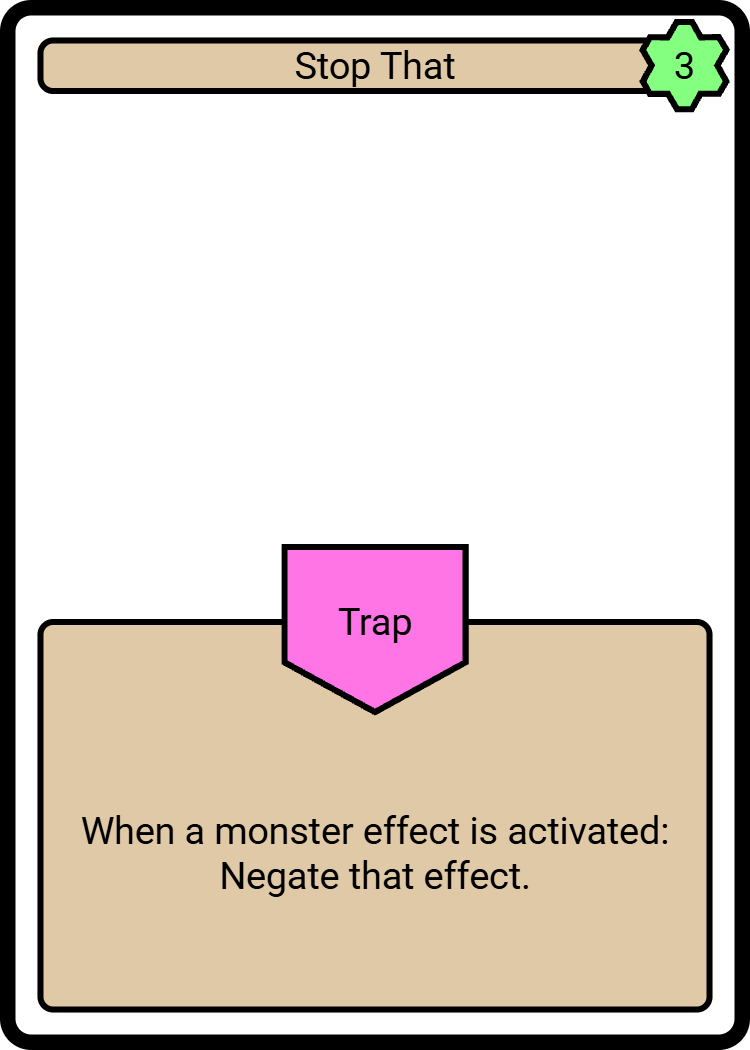 Stop That
3
Trap
When a monster effect is activated:
Negate that effect.